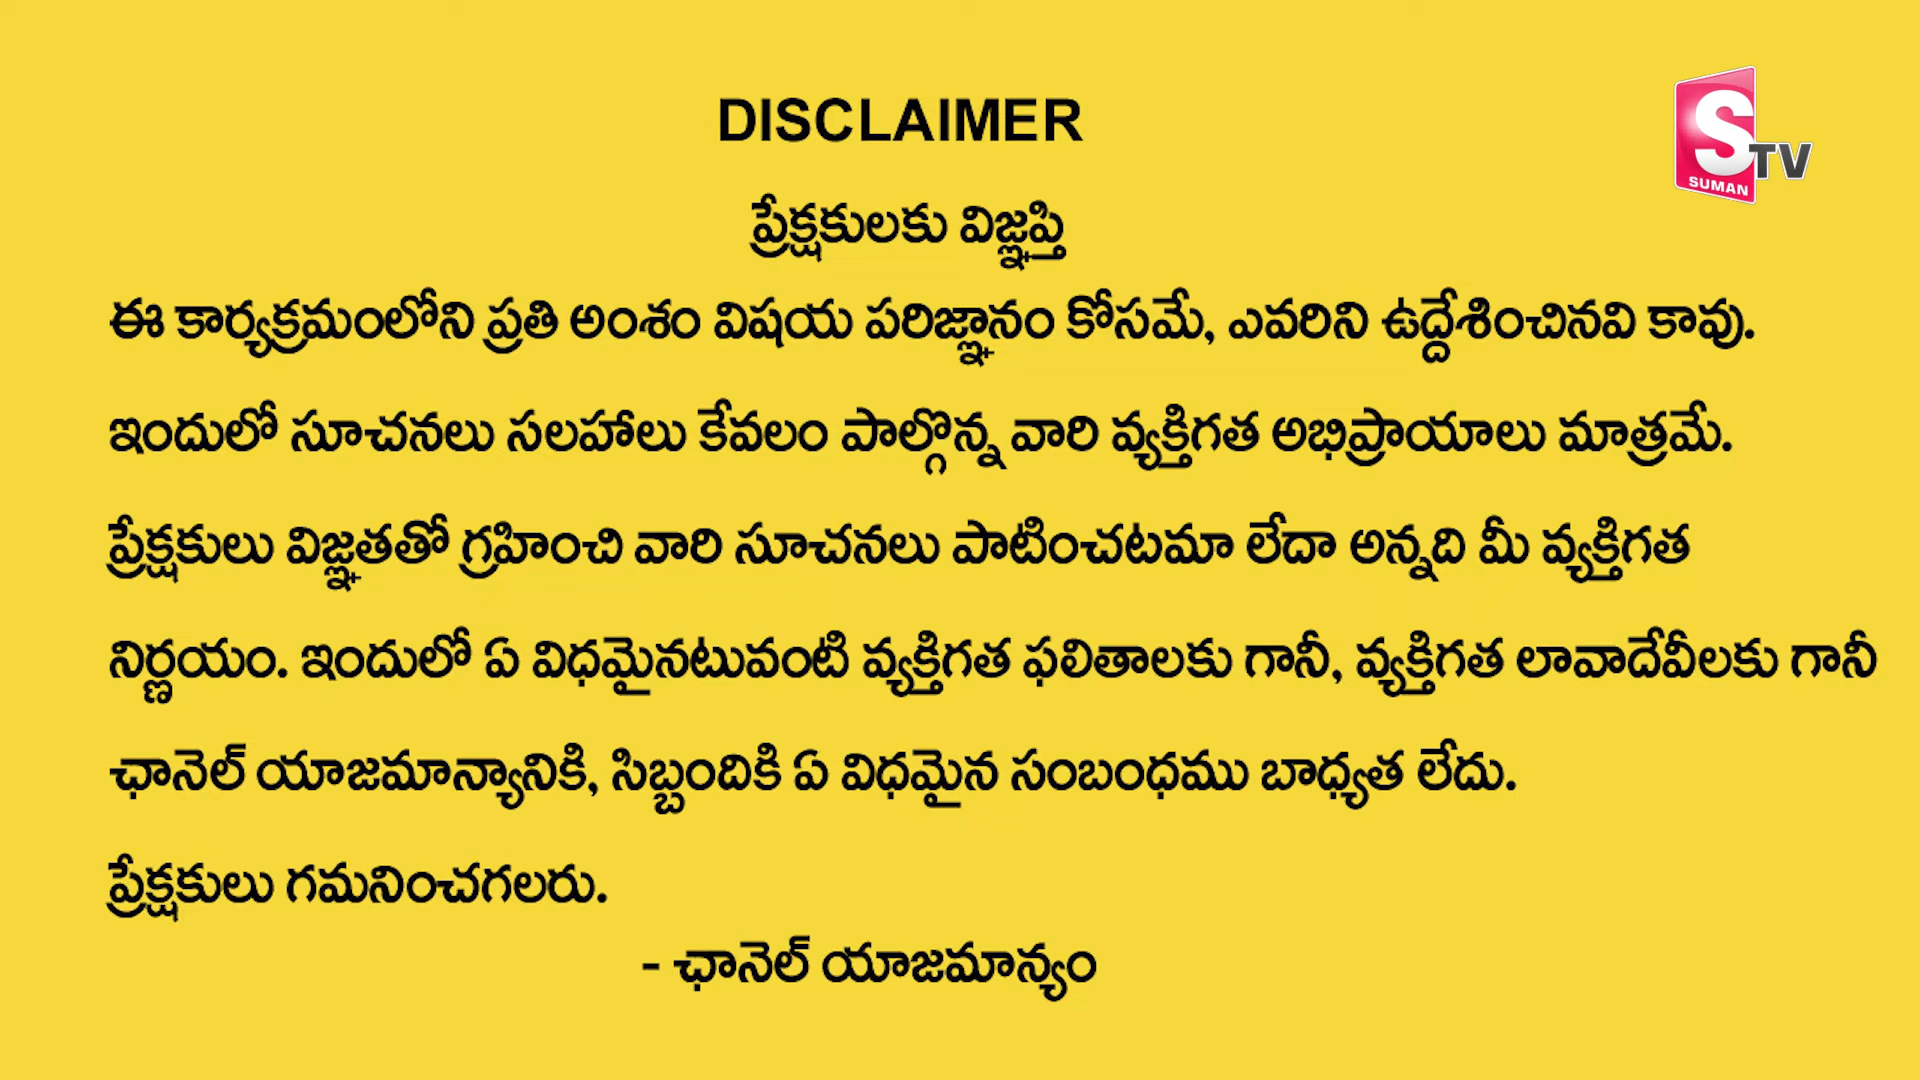 DISCLAIMER
S
TV
SUMAN
ప్రేక్షకులకు విజ్ఞప్తి
ఈ కార్యక్రమంలోని ప్రతి అంశం విషయ పరిజ్ఞానం కోసమే, ఎవరిని ఉద్దేశించినవి కావు.
ఇందులో సూచనలు సలహాలు కేవలం పాల్గొన్న వారి వ్యక్తిగత అభిప్రాయాలు మాత్రమే.
ప్రేక్షకులు విజ్ఞతతో గ్రహించి వారి సూచనలు పాటించటమా లేదా అన్నది మీ వ్యక్తిగత
నిర్ణయం. ఇందులో ఏ విధమైనటువంటి వ్యక్తిగత ఫలితాలకు గానీ, వ్యక్తిగత లావాదేవీలకు గానీ
ఛానెల్ యాజమాన్యానికి, సిబ్బందికి ఏ విధమైన సంబంధము బాధ్యత లేదు.
ప్రేక్షకులు గమనించగలరు.
- ఛానెల్ యాజమాన్యం